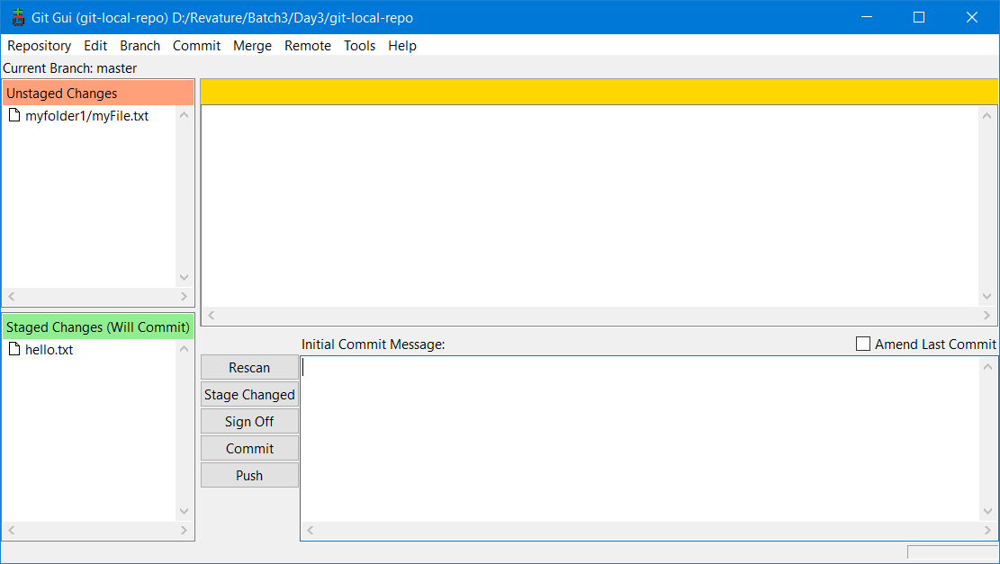 Git Gui (git-local-repo) D:/Revature/Batch3/Day3/git-local-repo
Repository Edit Branch Commit Merge Remote Tools Help
Current Branch: master
Unstaged Changes
myfolder1/myFile.txt
Staged Changes (Will Commit)
hello.txt
Initial Commit Message:
Amend Last Commit
Rescan
Stage Changed
Sign Off
Commit
Push